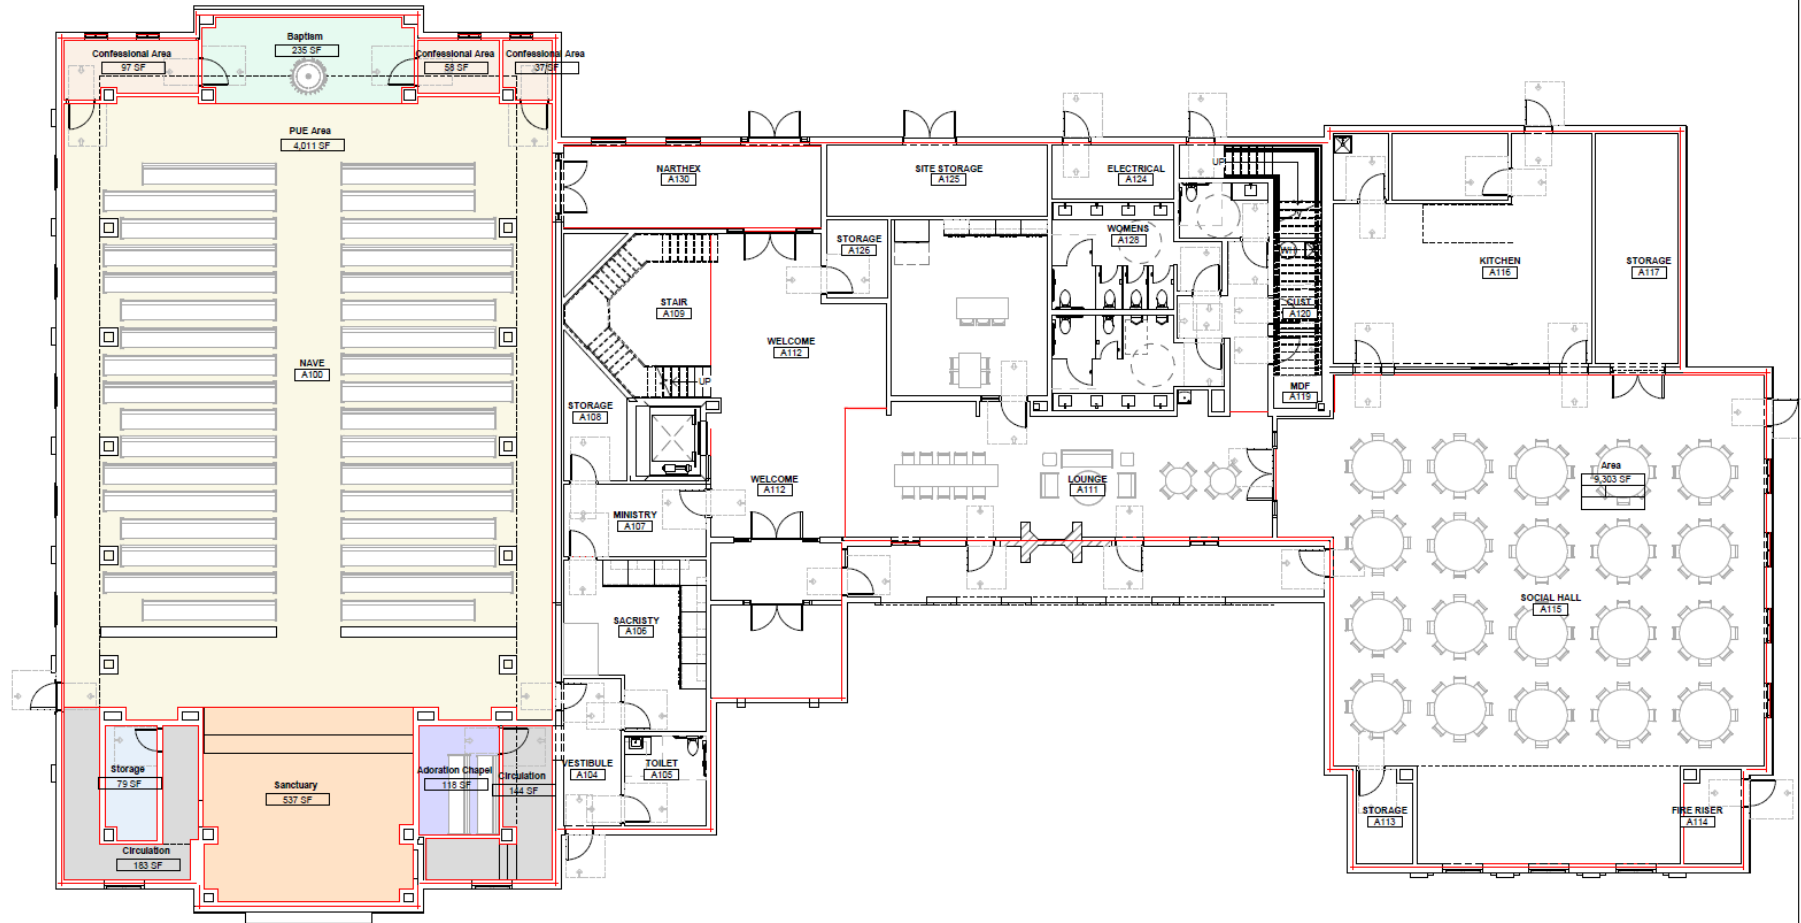 Baptism
235 SF
Confessional Area
97 SF
Confessional Area
58 SF
Confessional Area
37 SF
PUE Area
4,011 SF
NARTHEX
A130
SITE STORAGE
A125
ELECTRICAL
A124
UP
WOMENS
A128
STORAGE
A126
WH
KITCHEN
A116
STORAGE
A117
STAIR
A109
CUST
A120
WELCOME
A112
NAVE
A100
UP
MDF
A119
STORAGE
A108
WELCOME
A112
LOUNGE
A111
Area
9,303 SF
MINISTRY
A107
SOCIAL HALL
A115
SACRISTY
A106
Storage
79 SF
Sanctuary
537 SF
Adoration Chapel
118 SF
Circulation
144 SF
VESTIBULE
A104
TOILET
A105
STORAGE
A113
FIRE RISER
A114
Circulation
183 SF